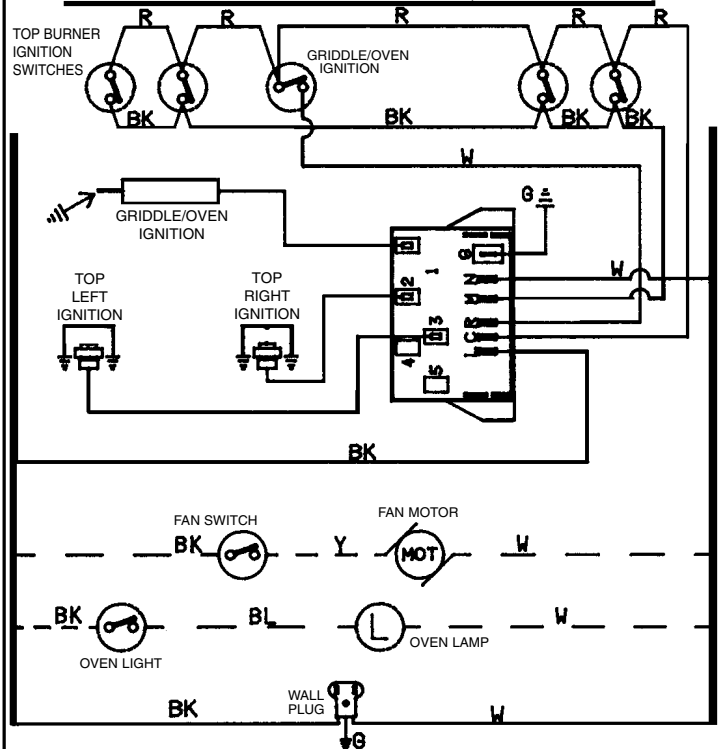 R R R R
TOP BURNER
IGNITION
SWITCHES
GRIDDLE/OVEN
IGNITION
BK BK BK BK
W
GRIDDLE/OVEN
IGNITION
G
1 G
TOP
LEFT
IGNITION
TOP
RIGHT
IGNITION
2 N W
3 R
4 C
5 L
BK
FAN SWITCH FAN MOTOR
BK Y MOT W
BK BL L W
OVEN LIGHT OVEN LAMP
WALL
PLUG
BK W
G